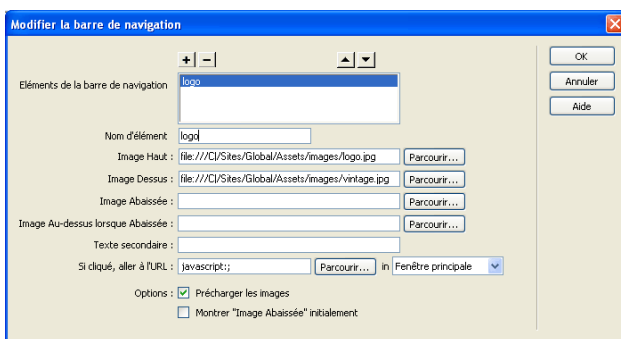 Modifier la barre de navigation
OK
Annuler
Aide
Eléments de la barre de navigation
logo
Nom d'élément logo
Image Haut : file:///C|/Sites/Global/Assets/images/logo.jpg Parcourir...
Image Dessus : file:///C|/Sites/Global/Assets/images/vintage.jpg Parcourir...
Image Abaissée : Parcourir...
Image Au-dessus lorsque Abaissée : Parcourir...
Texte secondaire :
Si cliqué, aller à l'URL : javascript:; Parcourir... in Fenêtre principale
Options : Précharger les images
Montrer "Image Abaissée" initialement